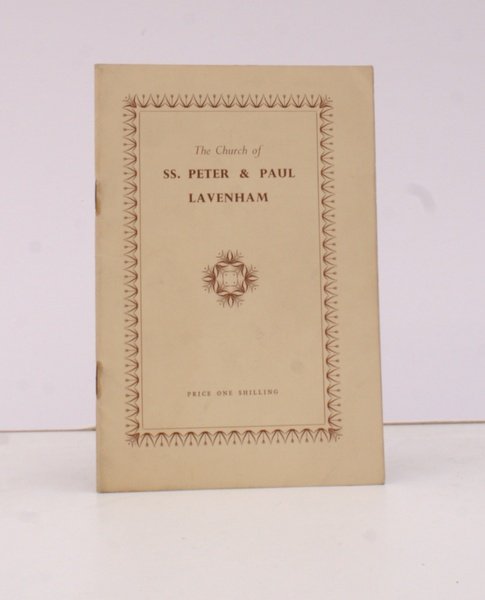 The Church of
SS. PETER & PAUL
LAVENHAM
PRICE ONE SHILLING